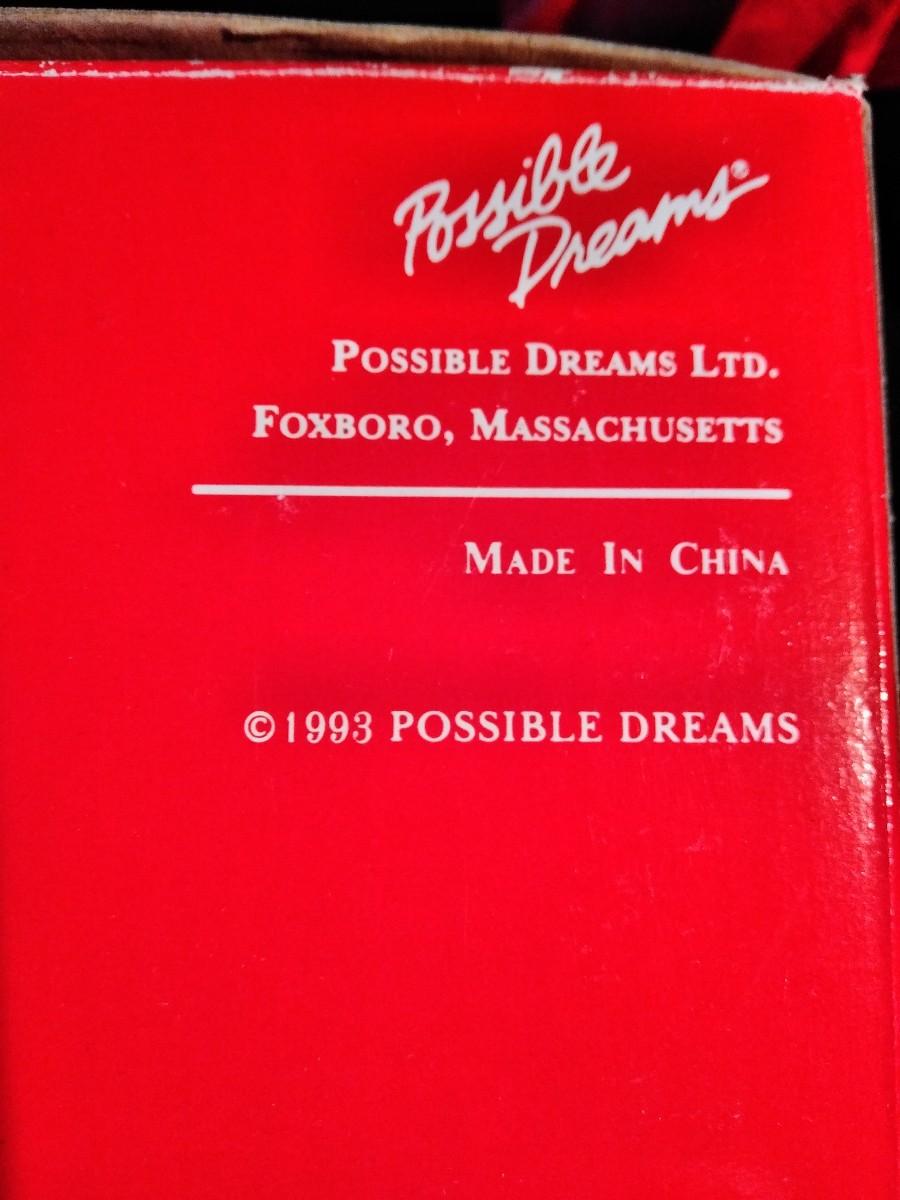 Possible
Dreams®
POSSIBLE DREAMS LTD.
FOXBORO, MASSACHUSETTS
MADE IN CHINA
©1993 POSSIBLE DREAMS